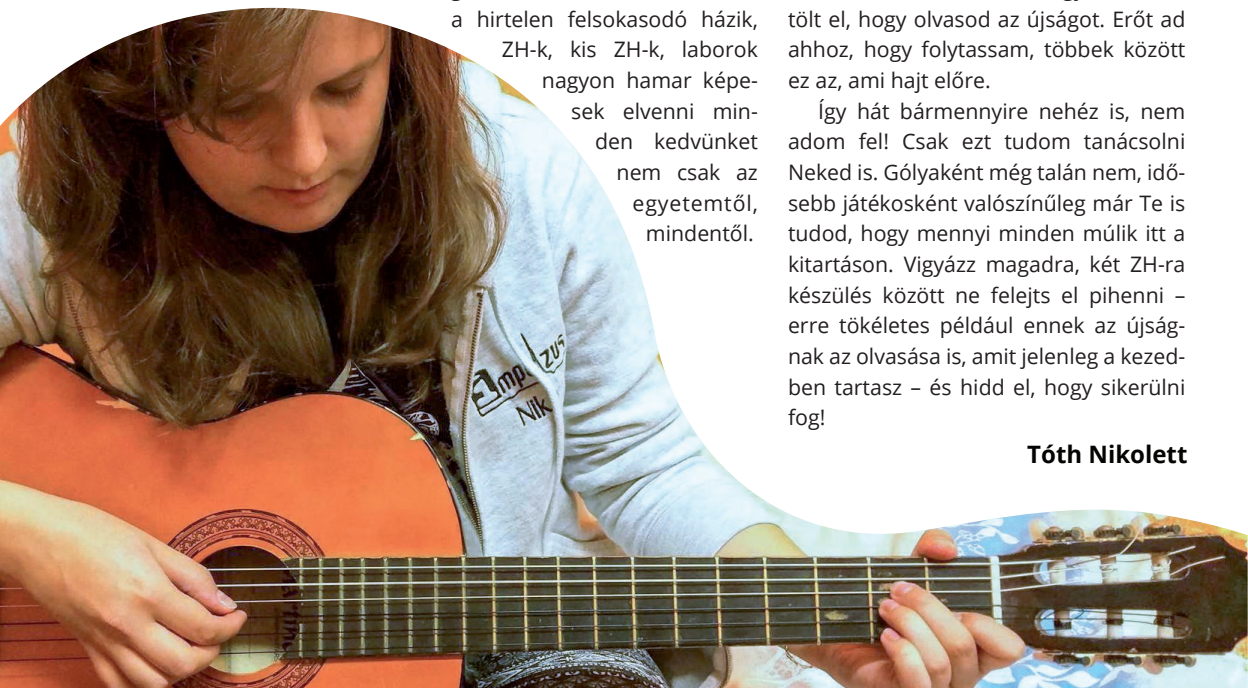 a hirtelen felsokasodó házik,
ZH-k, kis ZH-k, laborok
nagyon hamar képe-
sek elvenni min-
den kedvünket
nem csak az
egyetemtől,
mindentől.
tölt el, hogy olvasod az újságot. Erőt ad
ahhoz, hogy folytassam, többek között
ez az, ami hajt előre.
Így hát bármennyire nehéz is, nem
adom fel! Csak ezt tudom tanácsolni
Neked is. Gólyaként még talán nem, idő-
sebb játékosként valószínűleg már Te is
tudod, hogy mennyi minden múlik itt a
kitartáson. Vigyázz magadra, két ZH-ra
készülés között ne felejts el pihenni –
erre tökéletes például ennek az újság-
nak az olvasása is, amit jelenleg a kezed-
ben tartasz – és hidd el, hogy sikerülni
fog!
Tóth Nikolett
Nik